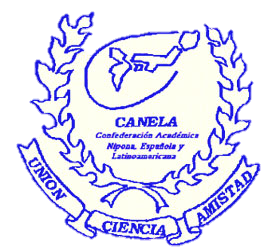 CANELA
Confederación Académica
Nipona, Española y
Latinoamericana
UNION
CIENCIA
AMISTAD